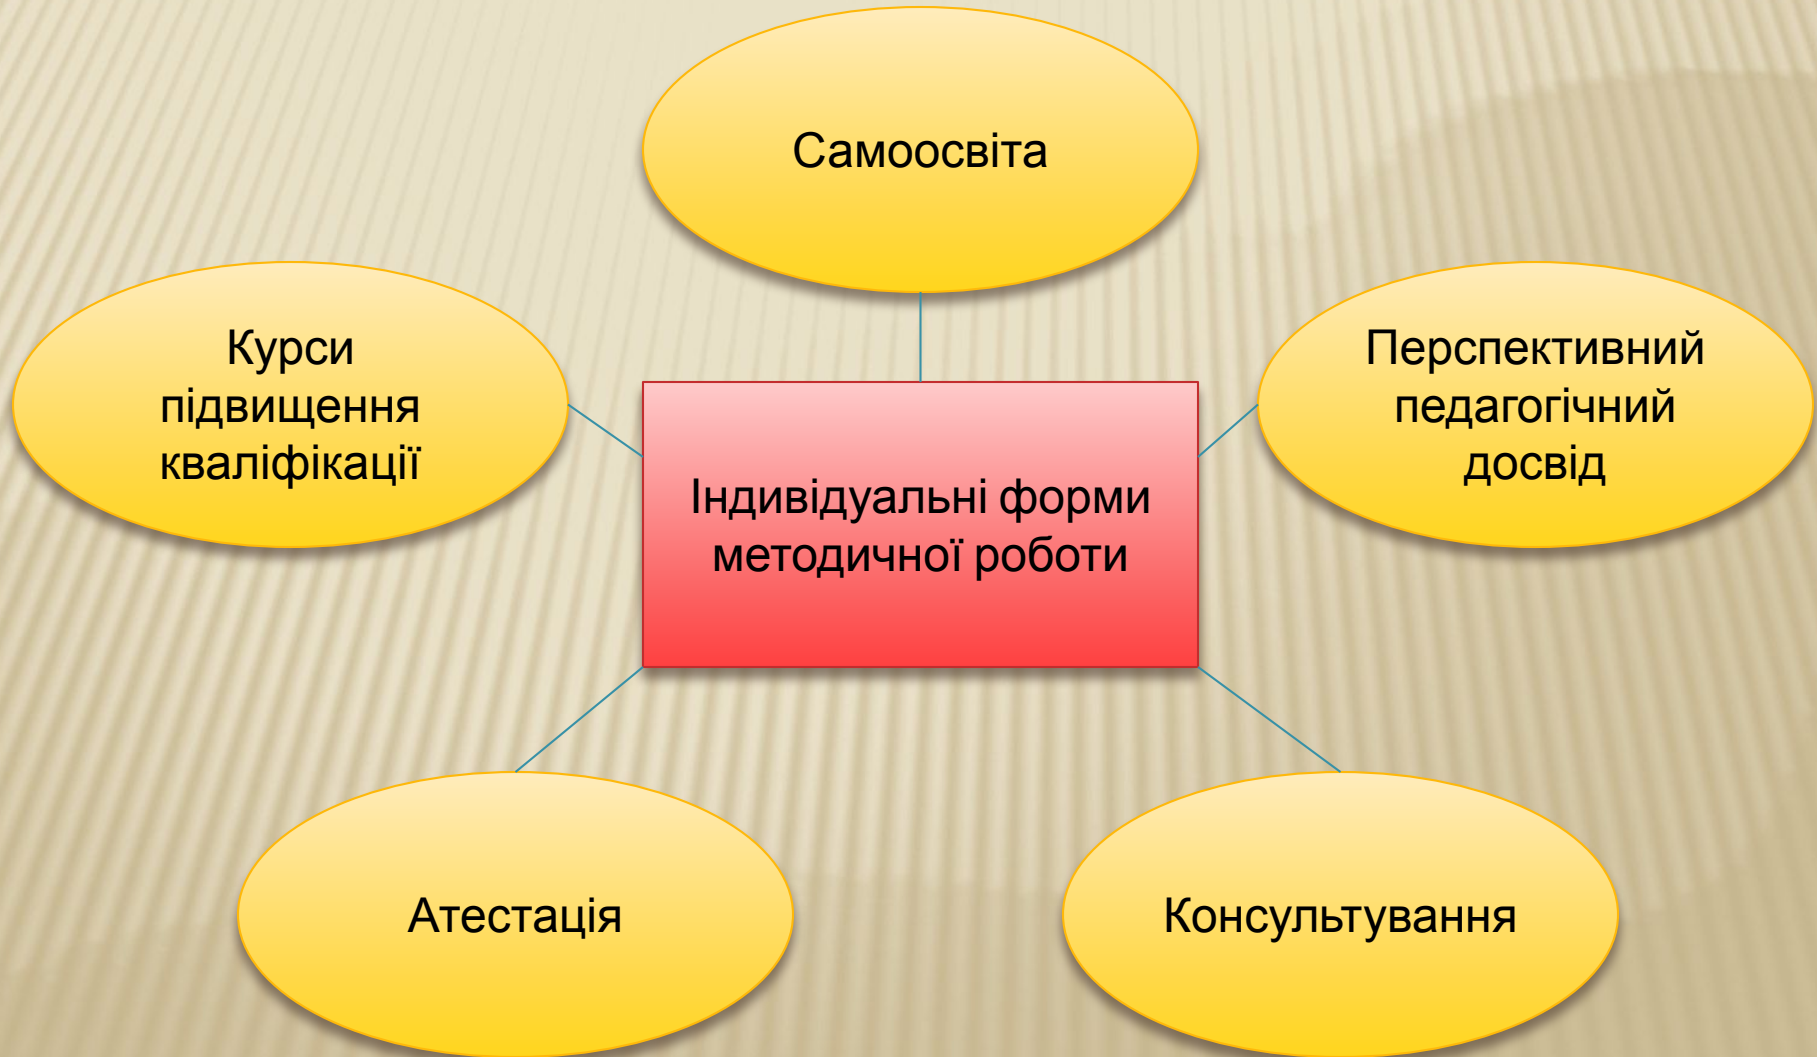 Самоосвіта
Курси
підвищення
кваліфікації
Перспективний
педагогічний
досвід
Індивідуальні форми
методичної роботи
Атестація
Консультування